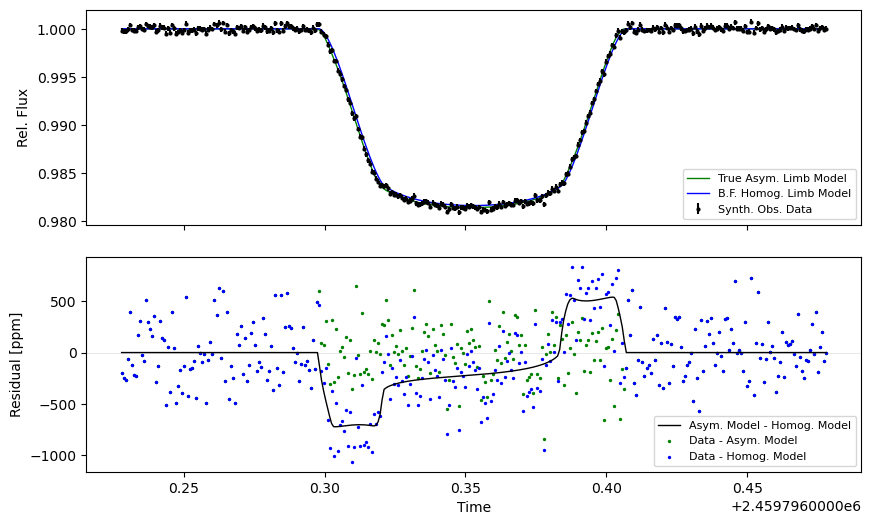 1.000
0.995
0.990
0.985
0.980
Rel. Flux
True Asym. Limb Model
B.F. Homog. Limb Model
Synth. Obs. Data
500
0
−500
−1000
Residual [ppm]
Asym. Model - Homog. Model
Data - Asym. Model
Data - Homog. Model
0.25
0.30
0.35
0.40
0.45
Time
+2.4597960000e6